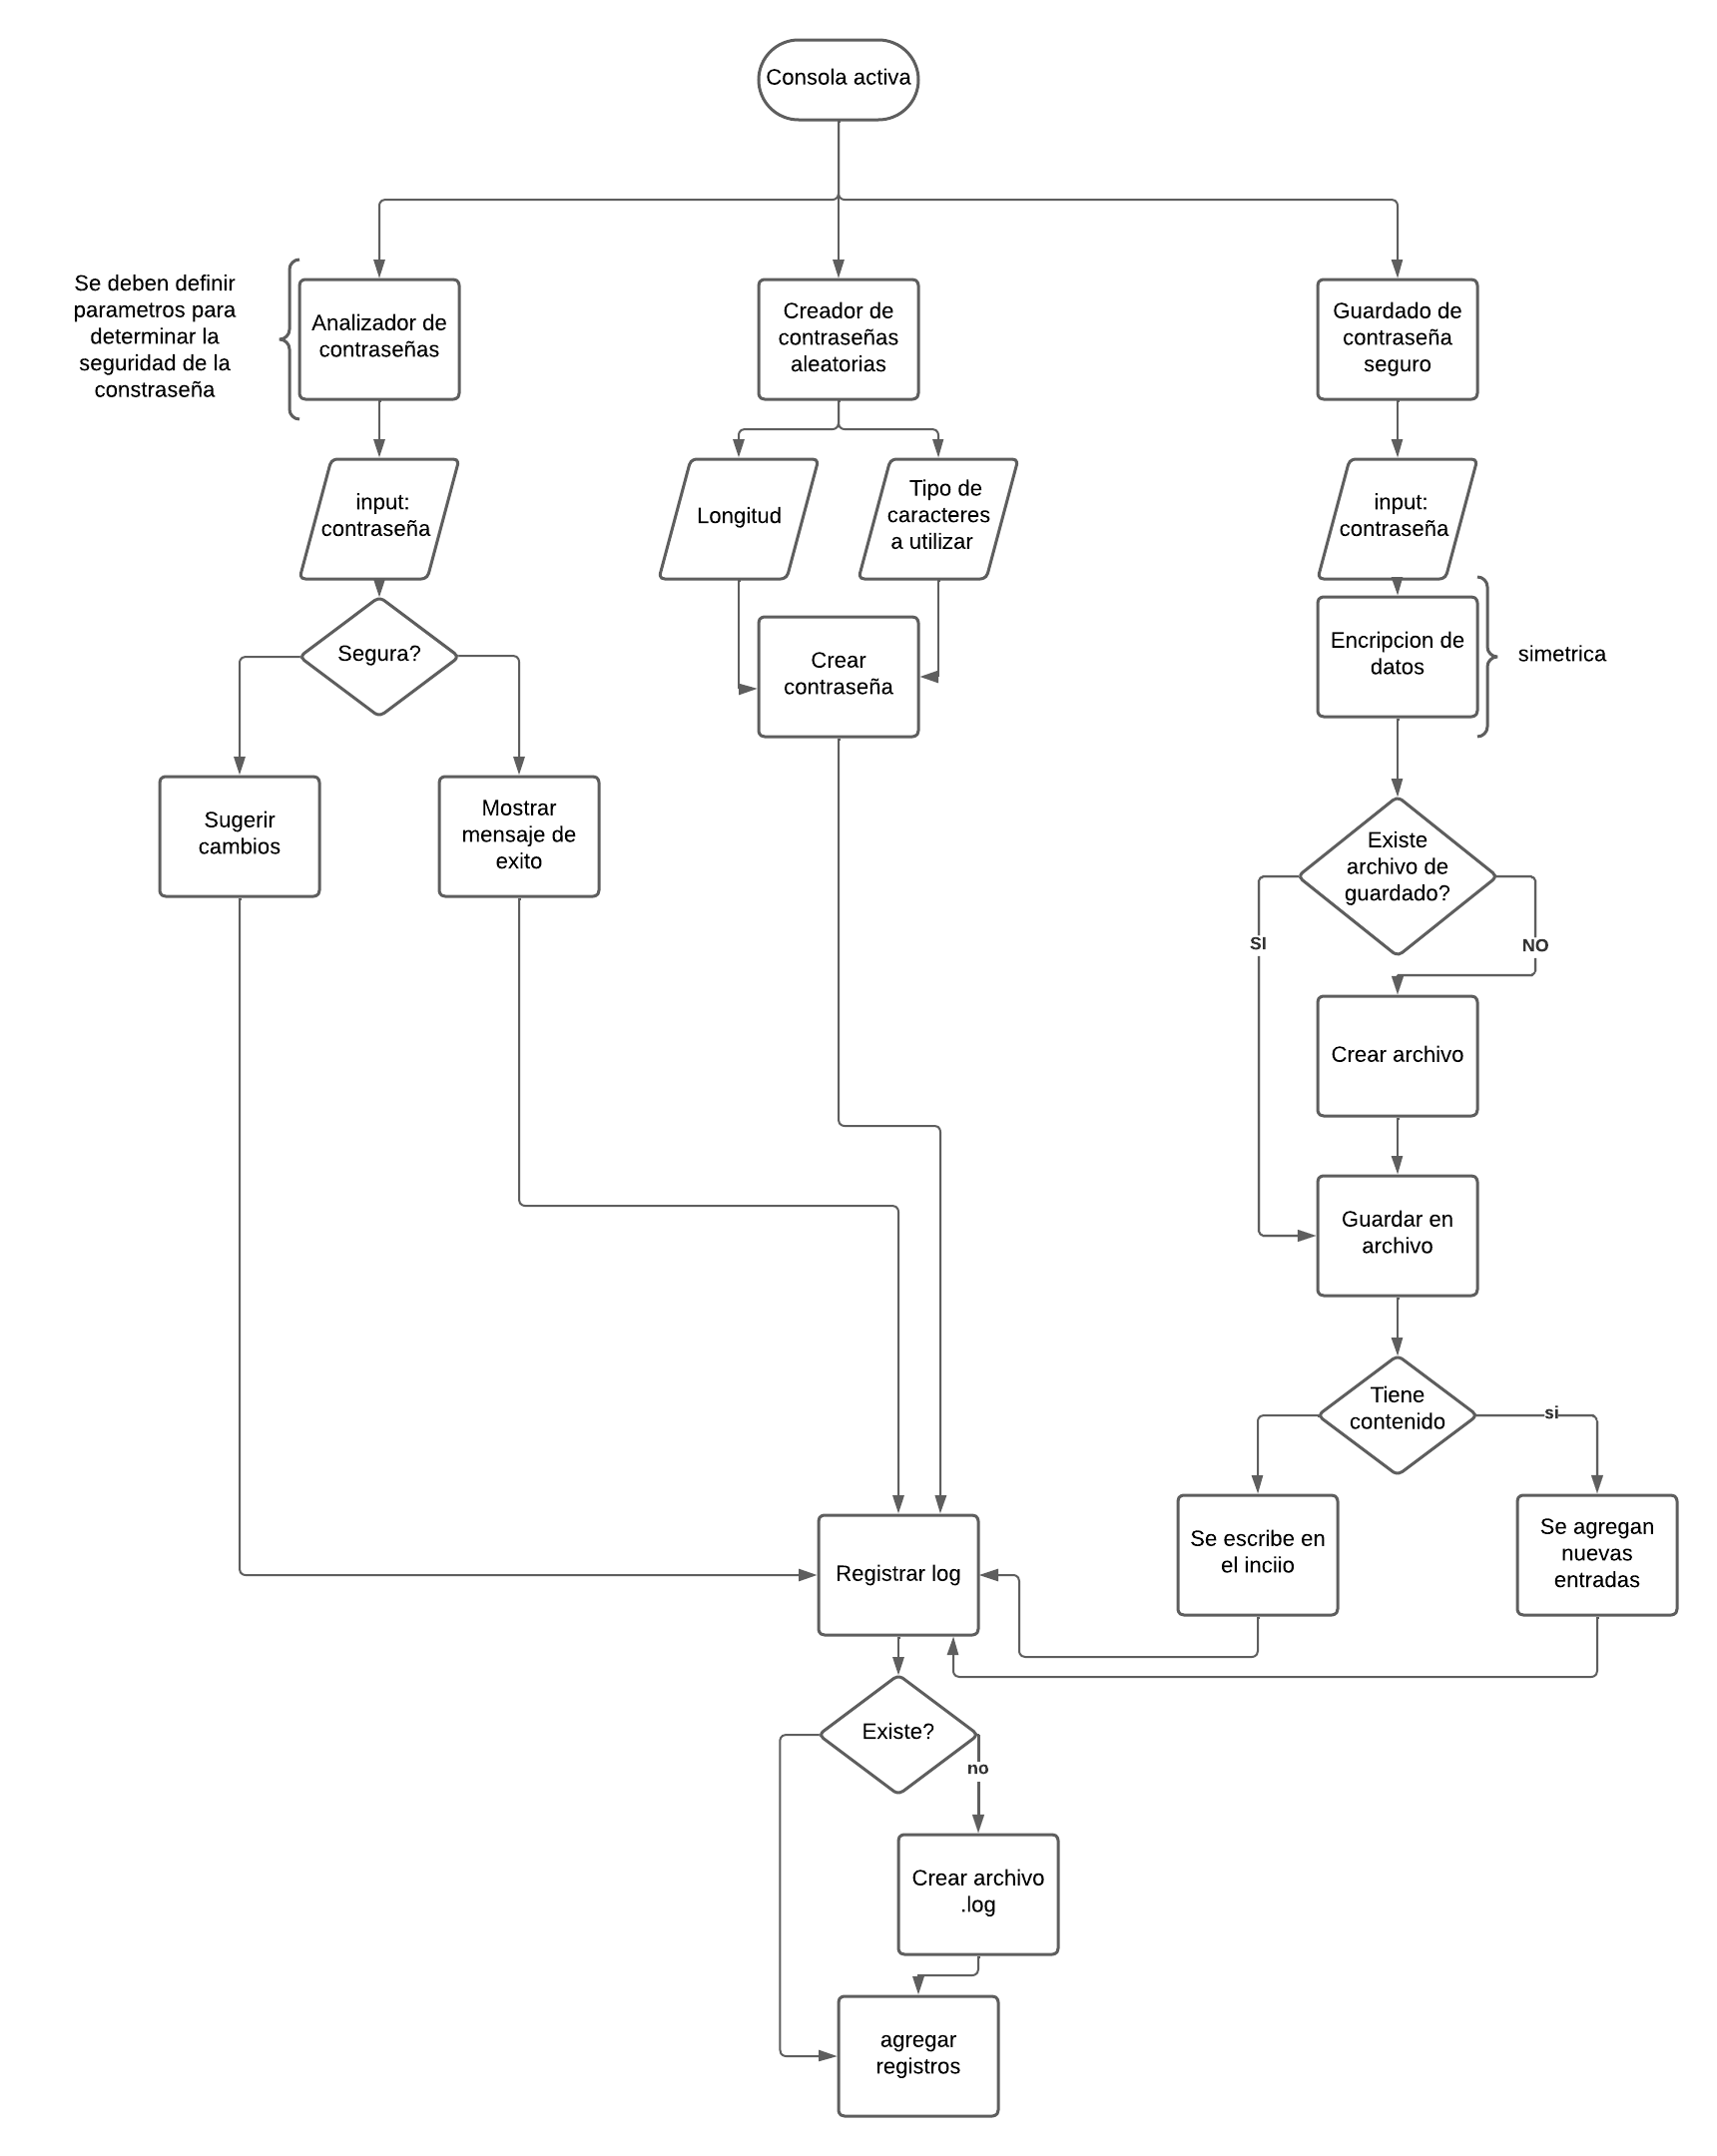 Consola activa
Se deben definir
parametros para
determinar la
seguridad de la
constraseña
Analizador de
contraseñas
Creador de
contraseñas
aleatorias
Guardado de
contraseña
seguro
input:
contraseña
Longitud
Tipo de
caracteres
a utilizar
input:
contraseña
Segura?
Crear
contraseña
Encripcion de
datos
simetrica
Sugerir
cambios
Mostrar
mensaje de
exito
Existe
archivo de
guardado?
SI
NO
Crear archivo
Guardar en
archivo
Tiene
contenido
si
Se escribe en
el inciio
Se agregan
nuevas
entradas
Registrar log
Existe?
no
Crear archivo
.log
agregar
registros